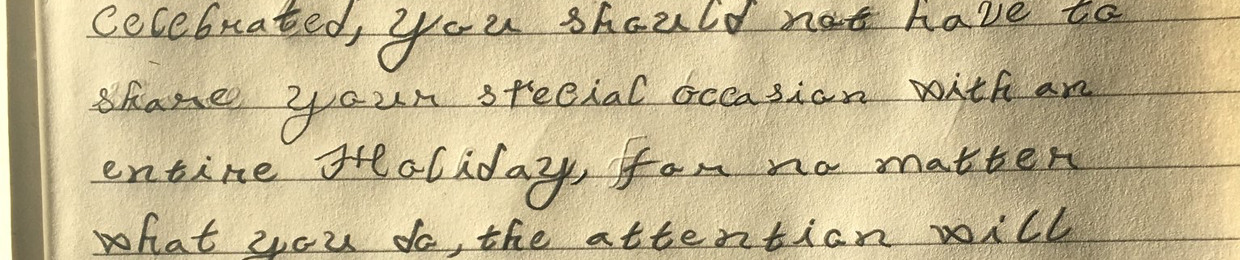 celebrated, you should not have to
share your special occasion with an
entire Holiday, for no matter
what you do, the attention will